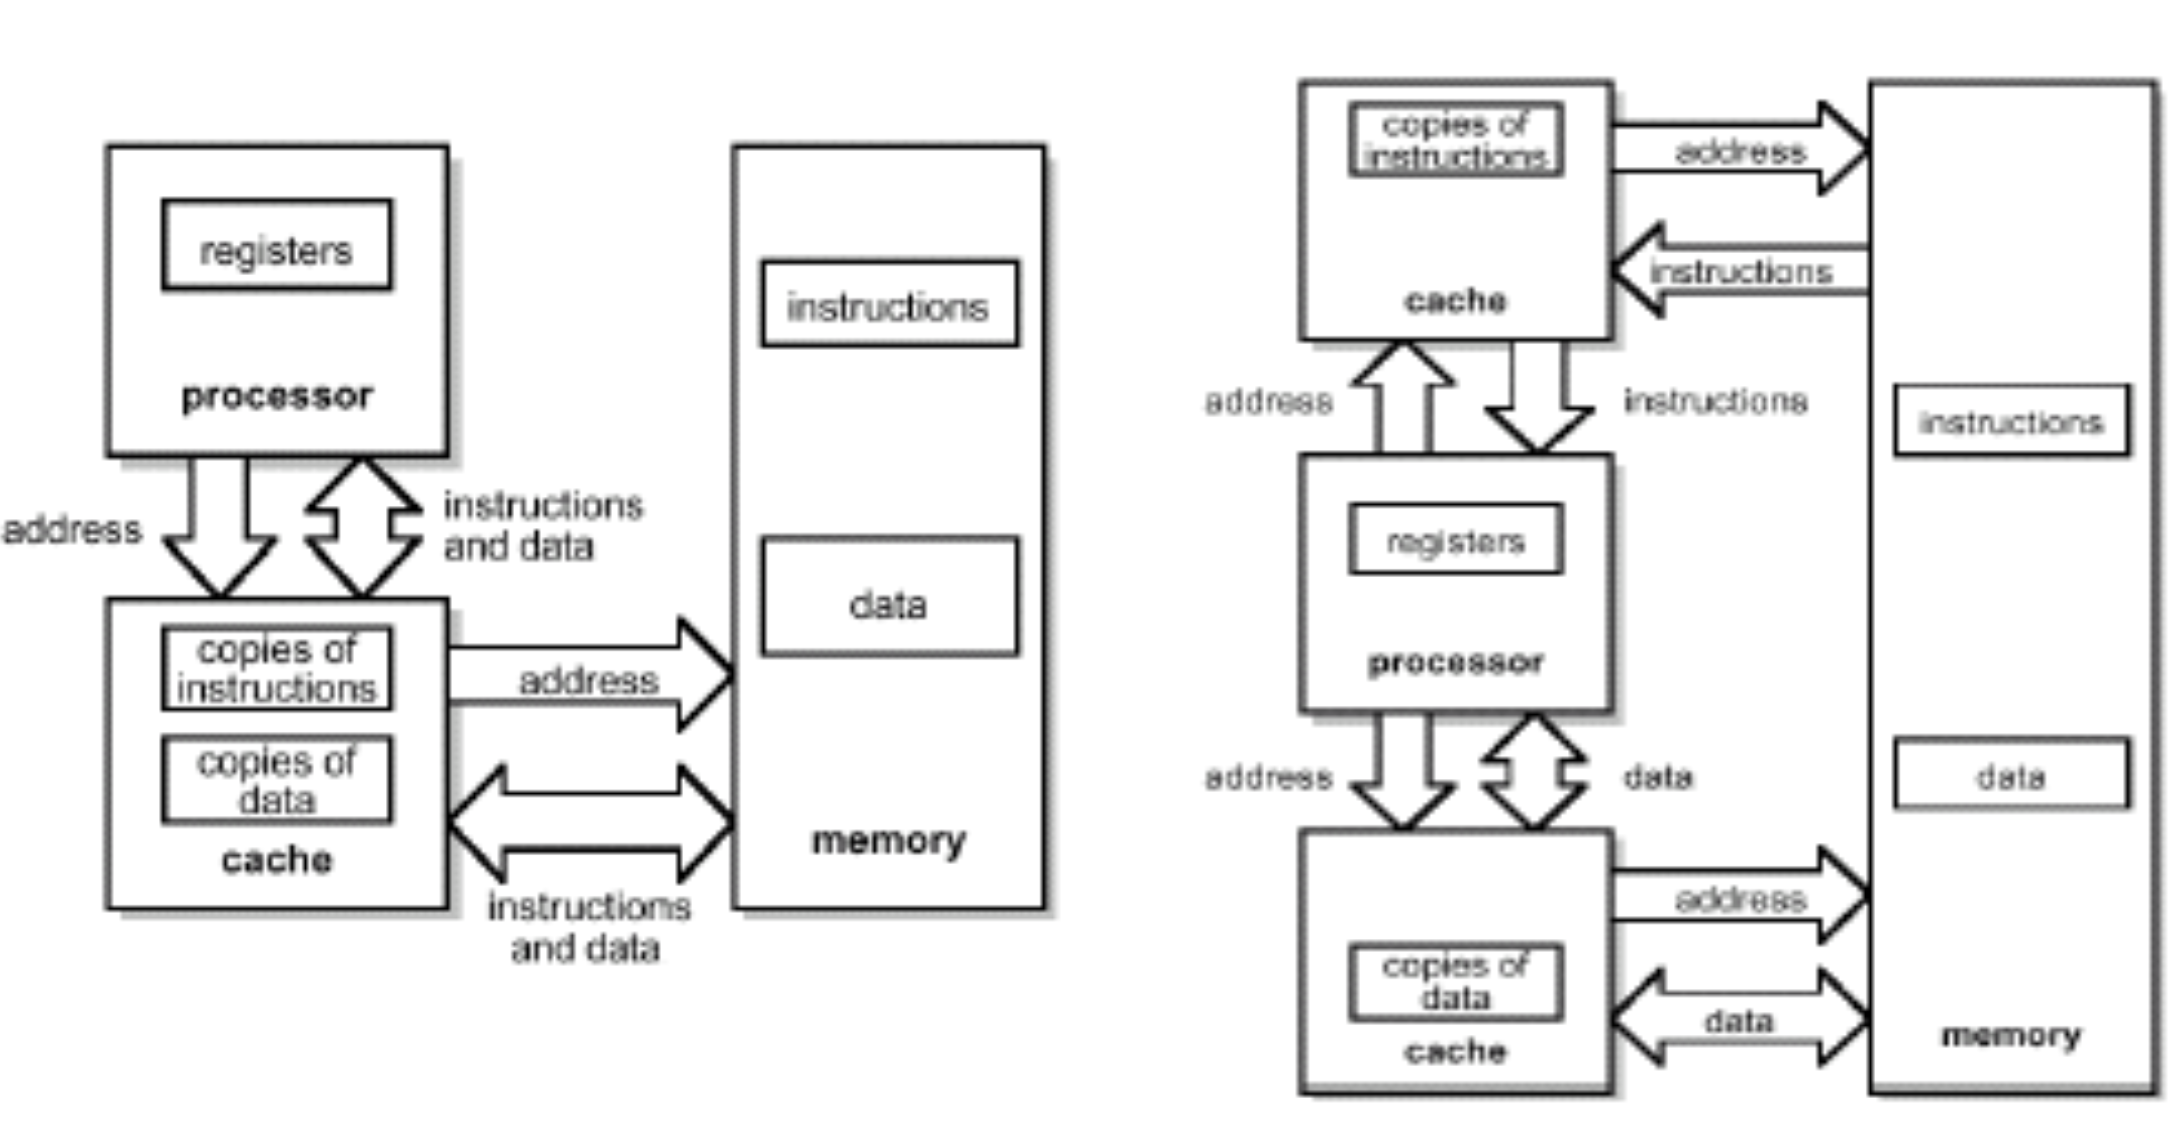 registers
processor
address
instructions
and data
copies of
instructions
copies of
data
cache
address
instructions
and data
instructions
data
memory
copies of
instructions
cache
address
instructions
address
instructions
registers
processor
address
data
copies of
data
cache
address
data
instructions
data
memory